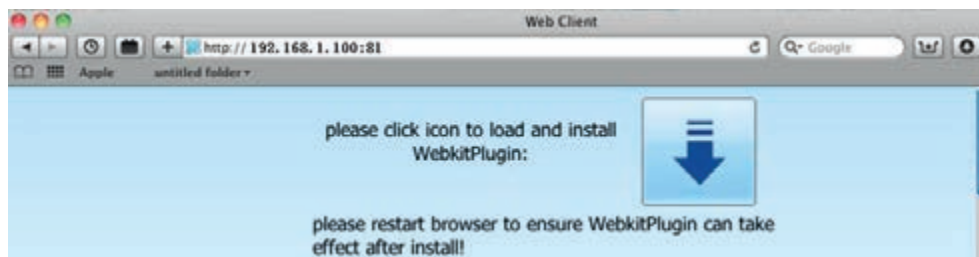 Web Client
http://192.168.1.100:81
Google
Apple untitled folder
please click icon to load and install
WebkitPlugin:
please restart browser to ensure WebkitPlugin can take
effect after install!